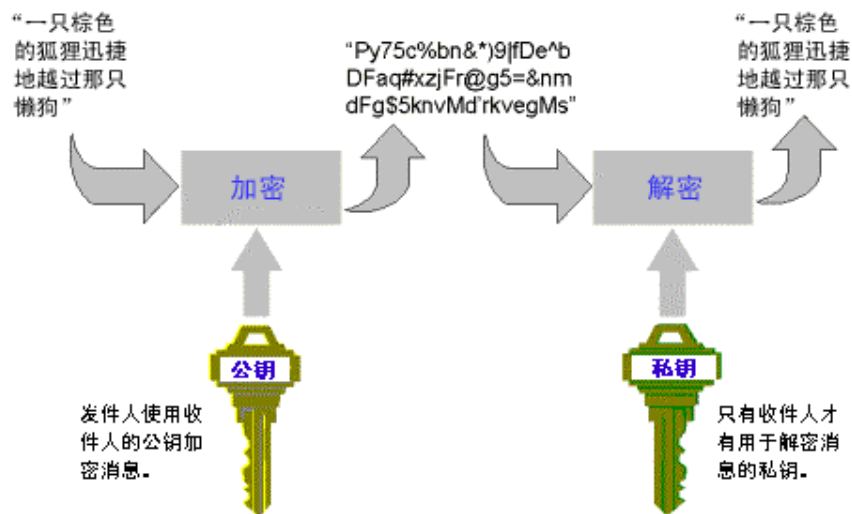 “一只棕色
的狐狸迅捷
地越过那只
懒狗”
“Py75c%bn&*)9|fDe^b
DFaq#xzjFr@g5=&nm
dFg$5knvMd’rkvegMs”
“一只棕色
的狐狸迅捷
地越过那只
懒狗”
加密
解密
公钥
私钥
发件人使用收
件人的公钥加
密消息。
只有收件人才
有用于解密消
息的私钥。